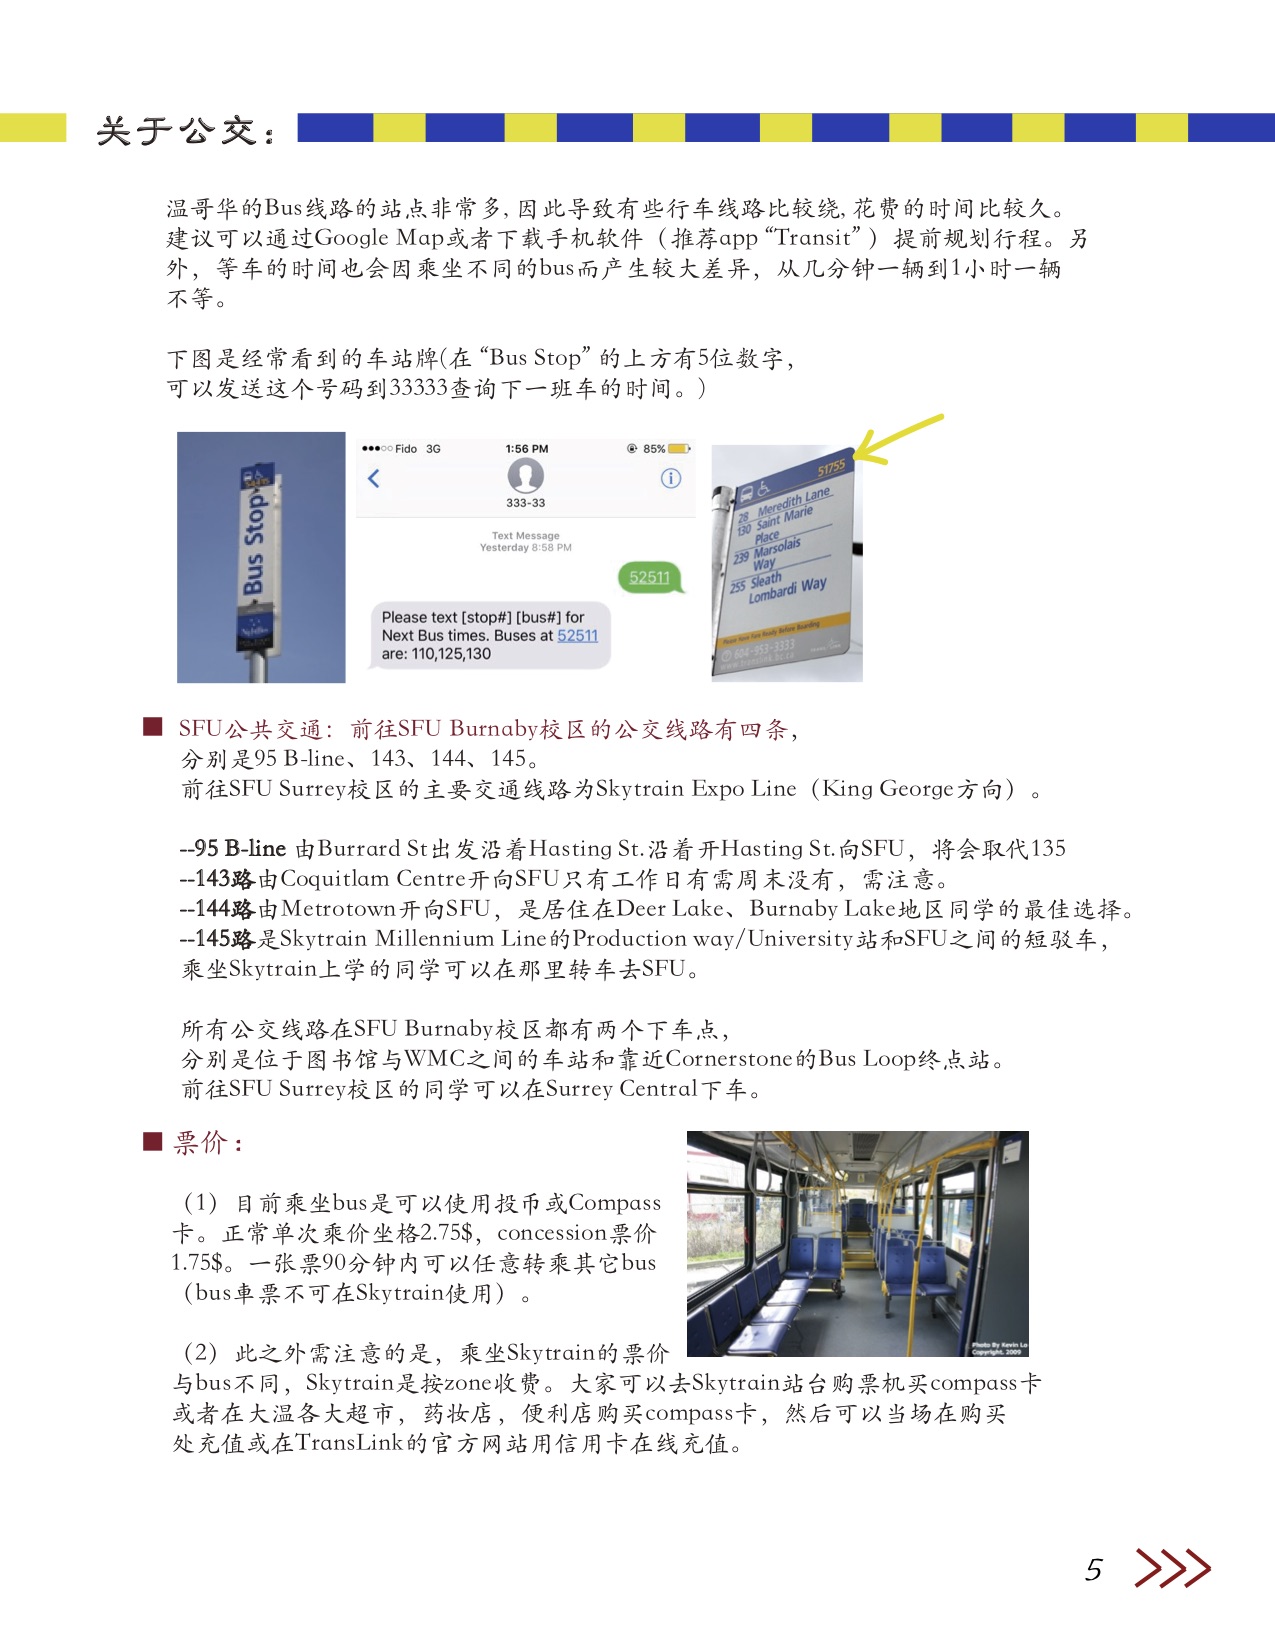 关于公交：
温哥华的Bus线路的站点非常多, 因此导致有些行车线路比较绕, 花费的时间比较久。
建议可以通过Google Map或者下载手机软件（推荐app “Transit” ）提前规划行程。另
外，等车的时间也会因乘坐不同的bus而产生较大差异，从几分钟一辆到1小时一辆
不等。
下图是经常看到的车站牌(在 “Bus Stop” 的上方有5位数字，
可以发送这个号码到33333查询下一班车的时间。）
Bus Stop
Fido 3G 1:56 PM 85%
333-33
Text Message
Yesterday 8:58 PM
52511
Please text [stop#] [bus#] for
Next Bus times. Buses at 52511
are: 110,125,130
51755
28 Meredith Lane
130 Saint Marie
Place
239 Marsolais
Way
255 Sleath
Lombardi Way
Please Have Fare Ready Before Boarding
604-953-3333
www.translink.bc.ca
SFU公共交通：前往SFU Burnaby校区的公交线路有四条，
分别是95 B-line、143、144、145。
前往SFU Surrey校区的主要交通线路为Skytrain Expo Line（King George方向）。
--95 B-line 由Burrard St出发沿着Hasting St.沿着开Hasting St.向SFU，将会取代135
--143路由Coquitlam Centre开向SFU只有工作日有需周末没有，需注意。
--144路由Metrotown开向SFU，是居住在Deer Lake、Burnaby Lake地区同学的最佳选择。
--145路是Skytrain Millennium Line的Production way/University站和SFU之间的短驳车，
乘坐Skytrain上学的同学可以在那里转车去SFU。
所有公交线路在SFU Burnaby校区都有两个下车点，
分别是位于图书馆与WMC之间的车站和靠近Cornerstone的Bus Loop终点站。
前往SFU Surrey校区的同学可以在Surrey Central下车。
票价：
（1）目前乘坐bus是可以使用投币或Compass
卡。正常单次乘价坐格2.75$，concession票价
1.75$。一张票90分钟内可以任意转乘其它bus
（bus車票不可在Skytrain使用）。
Photo By Kevin Lo
Copyright, 2009
（2）此之外需注意的是，乘坐Skytrain的票价
与bus不同，Skytrain是按zone收费。大家可以去Skytrain站台购票机买compass卡
或者在大温各大超市，药妆店，便利店购买compass卡，然后可以当场在购买
处充值或在TransLink的官方网站用信用卡在线充值。
5